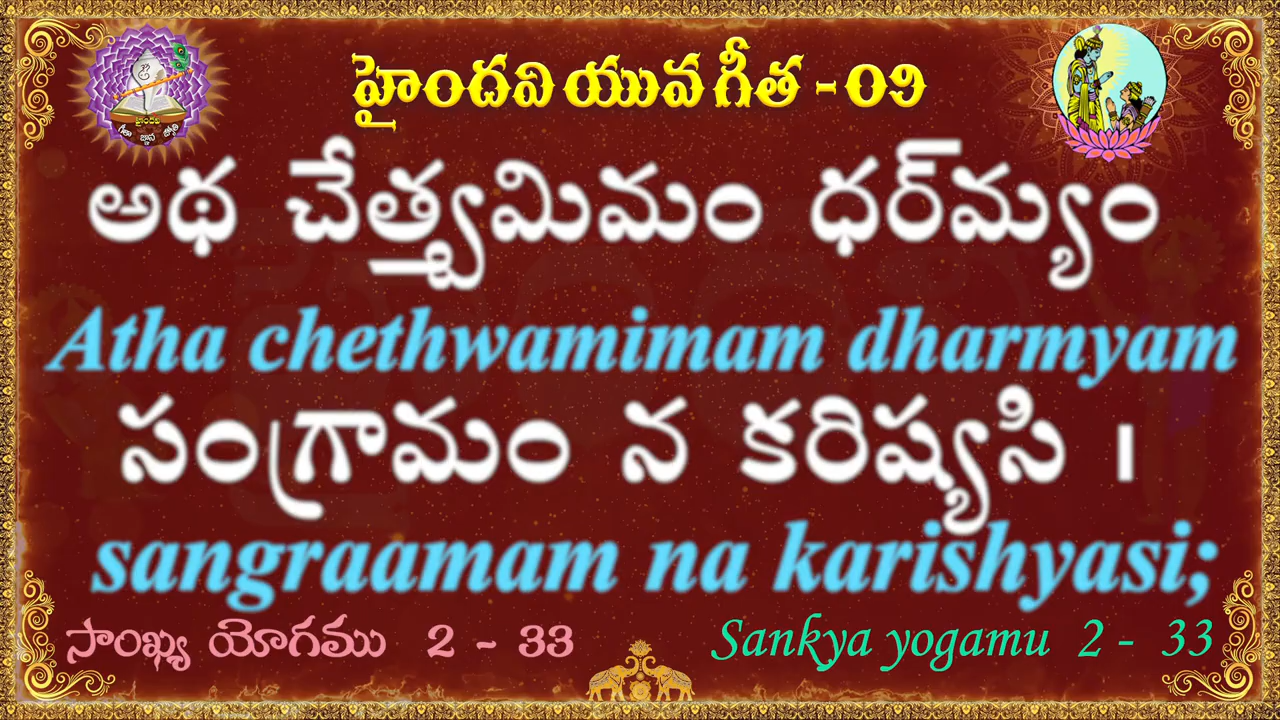 హైందవి యువ గీత - 09
అథ చేత్త్వమిమం ధర్‌మ్యం
Atha chethwamimam dharmyam
సంగ్రామం న కరిష్యసి ।
sangraamam na karishyasi;
సాంఖ్య యోగము 2 - 33
Sankya yogamu 2 - 33